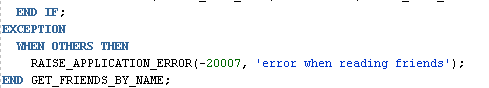 END IF;
EXCEPTION
WHEN OTHERS THEN
RAISE_APPLICATION_ERROR(-20007, 'error when reading friends');
END GET_FRIENDS_BY_NAME;